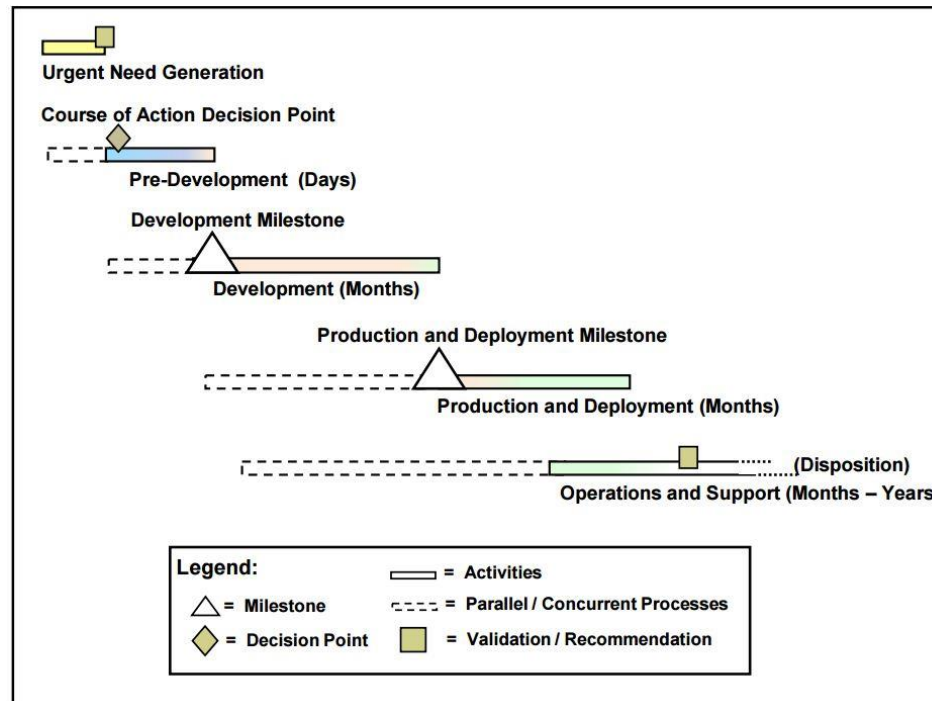 Urgent Need Generation
Course of Action Decision Point
Pre-Development (Days)
Development Milestone
Development (Months)
Production and Deployment Milestone
Production and Deployment (Months)
(Disposition)
Operations and Support (Months – Years
Legend:
= Activities
= Milestone
= Parallel / Concurrent Processes
= Decision Point
= Validation / Recommendation